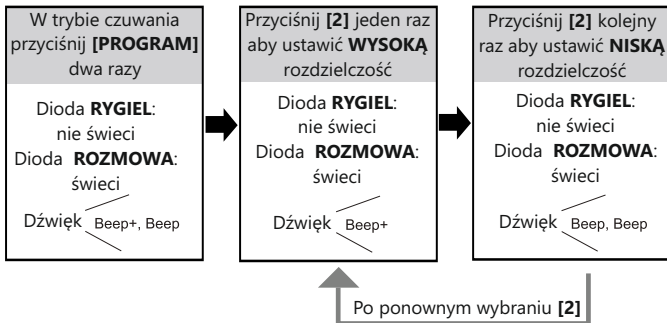 W trybie czuwania
przyciśnij [PROGRAM]
dwa razy
Dioda RYGIEL:
nie świeci
Dioda ROZMOWA:
świeci
Dźwięk Beep+, Beep
Przyciśnij [2] jeden raz
aby ustawić WYSOKĄ
rozdzielczość
Dioda RYGIEL:
nie świeci
Dioda ROZMOWA:
świeci
Dźwięk Beep+
Przyciśnij [2] kolejny
raz aby ustawić NISKĄ
rozdzielczość
Dioda RYGIEL:
nie świeci
Dioda ROZMOWA:
świeci
Dźwięk Beep, Beep
Po ponownym wybraniu [2]